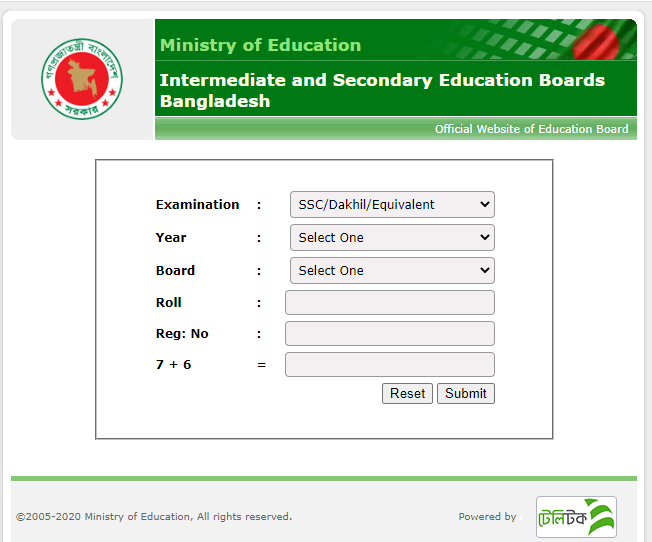 গণপ্রজাতন্ত্রী বাংলাদেশ
সরকার
Ministry of Education
Intermediate and Secondary Education Boards
Bangladesh
Official Website of Education Board
Examination : SSC/Dakhil/Equivalent
Year : Select One
Board : Select One
Roll :
Reg: No :
7 + 6 =
Reset Submit
©2005-2020 Ministry of Education, All rights reserved.
Powered by
টেলিটক